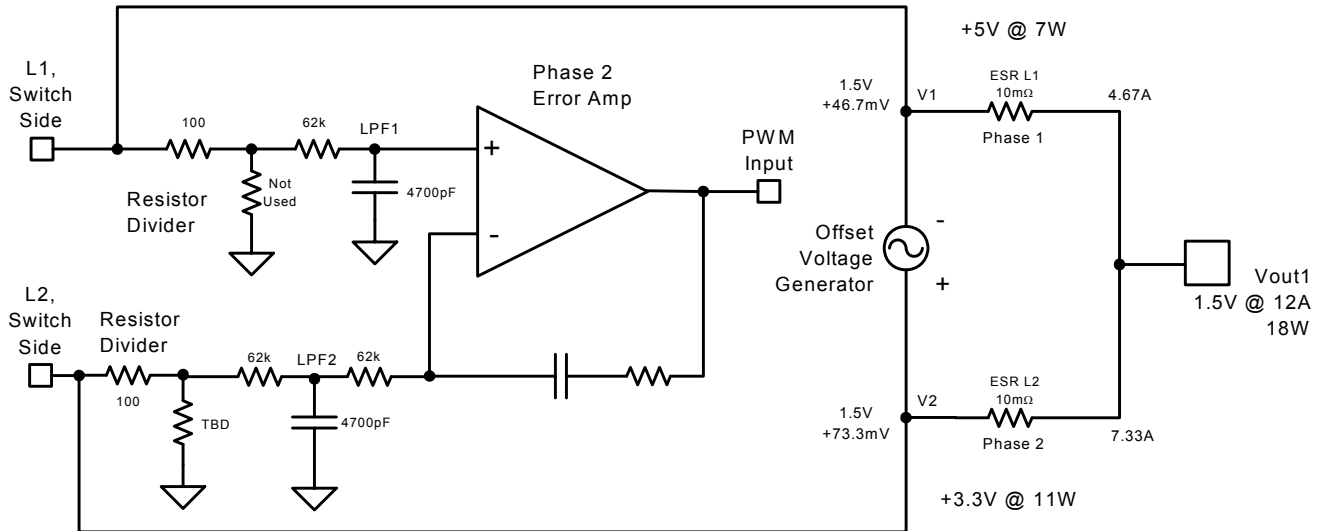 +5V @ 7W
L1,
Switch
Side
Phase 2
Error Amp
1.5V
+46.7mV
V1
ESR L1
10mΩ
4.67A
Phase 1
100
62k
LPF1
+
PWM
Input
Not
Used
4700pF
Resistor
Divider
-
Offset
Voltage
Generator
-
+
Vout1
1.5V @ 12A
18W
L2,
Switch
Side
Resistor
Divider
62k
LPF2
62k
100
TBD
4700pF
1.5V
+73.3mV
V2
ESR L2
10mΩ
7.33A
Phase 2
+3.3V @ 11W